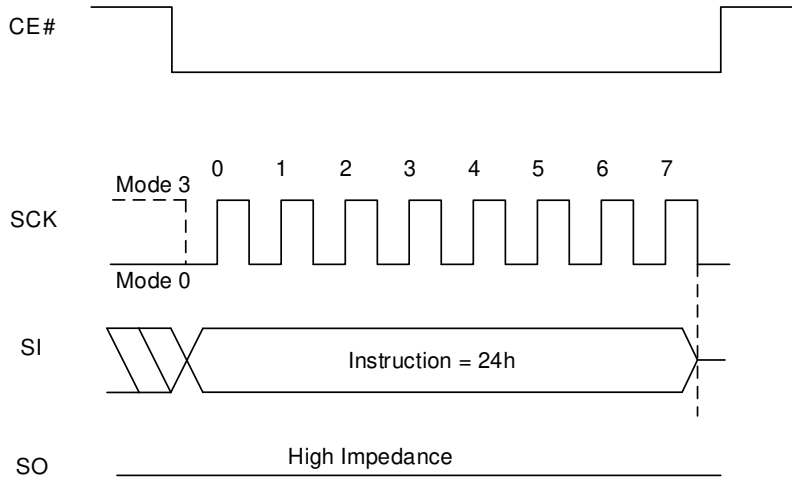 CE#
0 1 2 3 4 5 6 7
Mode 3
SCK
Mode 0
SI
Instruction = 24h
High Impedance
SO